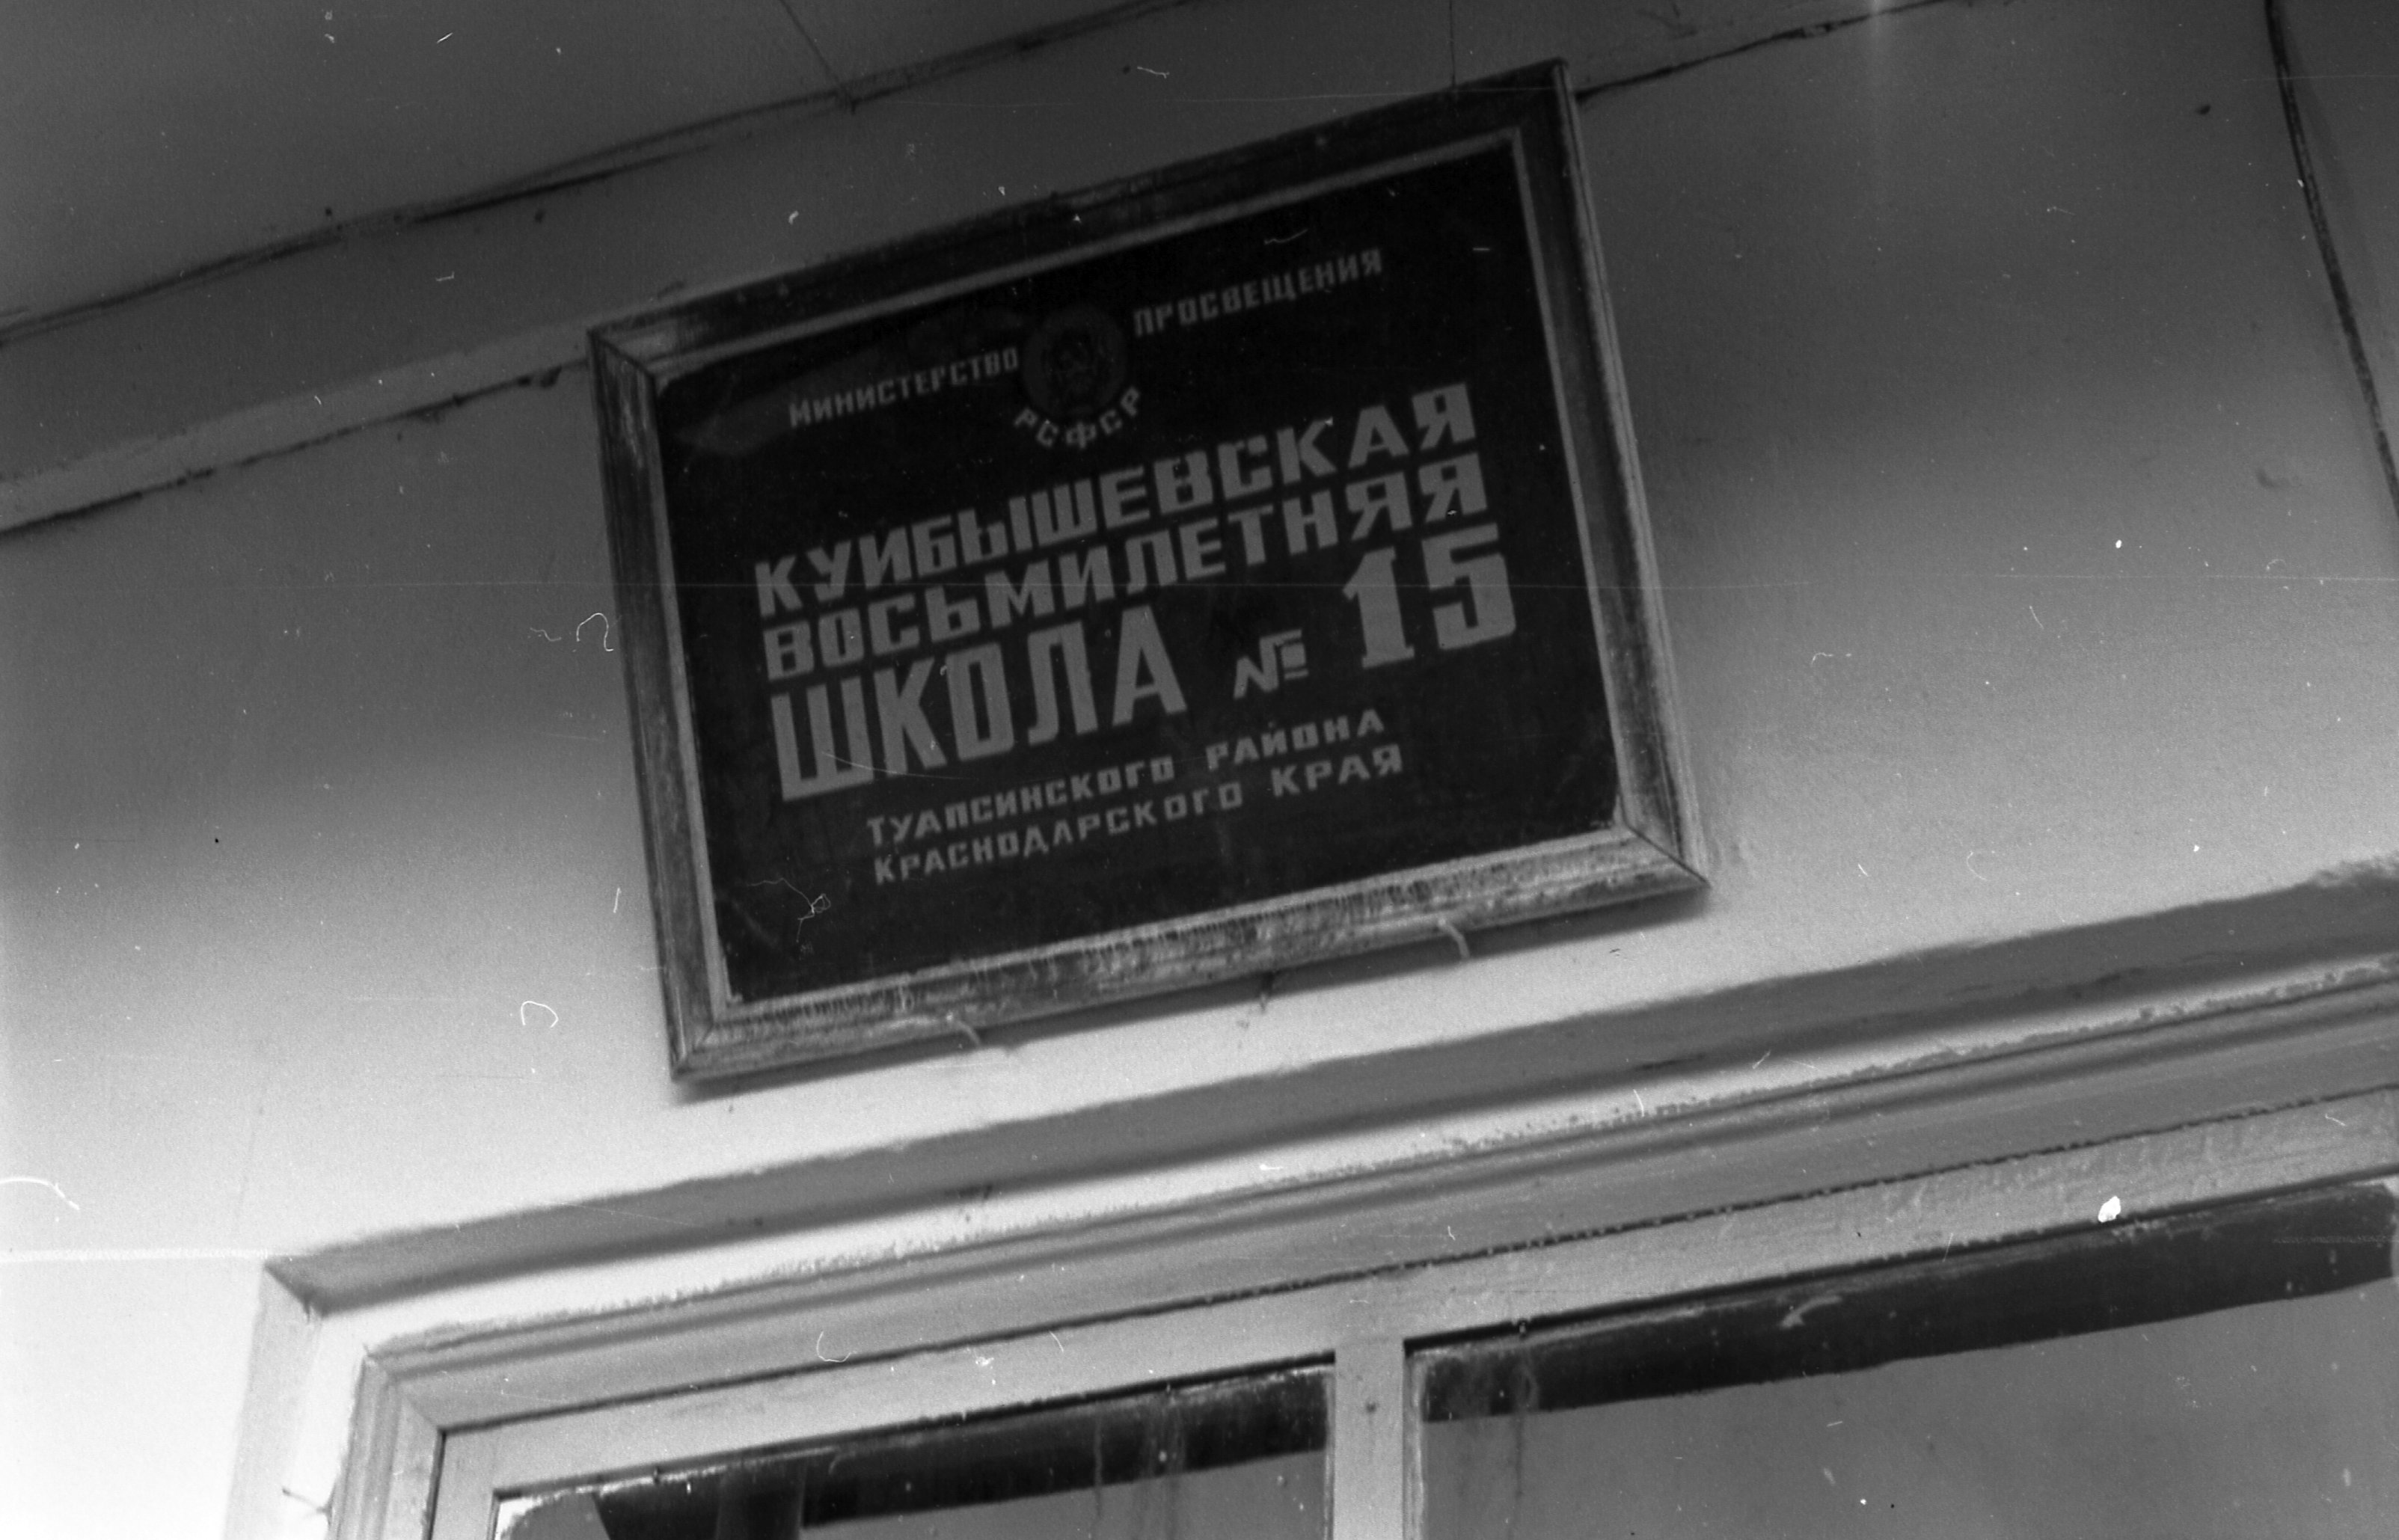 МИНИСТЕРСТВО ПРОСВЕЩЕНИЯ
РСФСР
КУЙБЫШЕВСКАЯ
ВОСЬМИЛЕТНЯЯ
ШКОЛА № 15
ТУАПСИНСКОГО РАЙОНА
КРАСНОДАРСКОГО КРАЯ